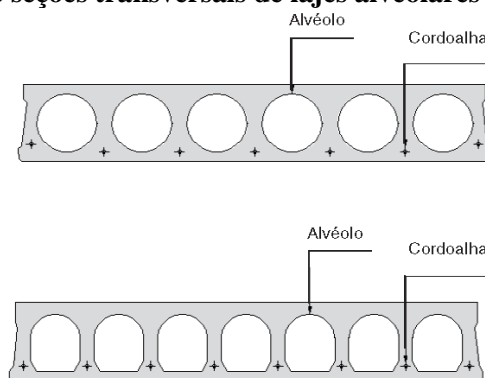 seções transversais de lajes alveolares
Alvéolo
Cordoalha
Alvéolo
Cordoalha